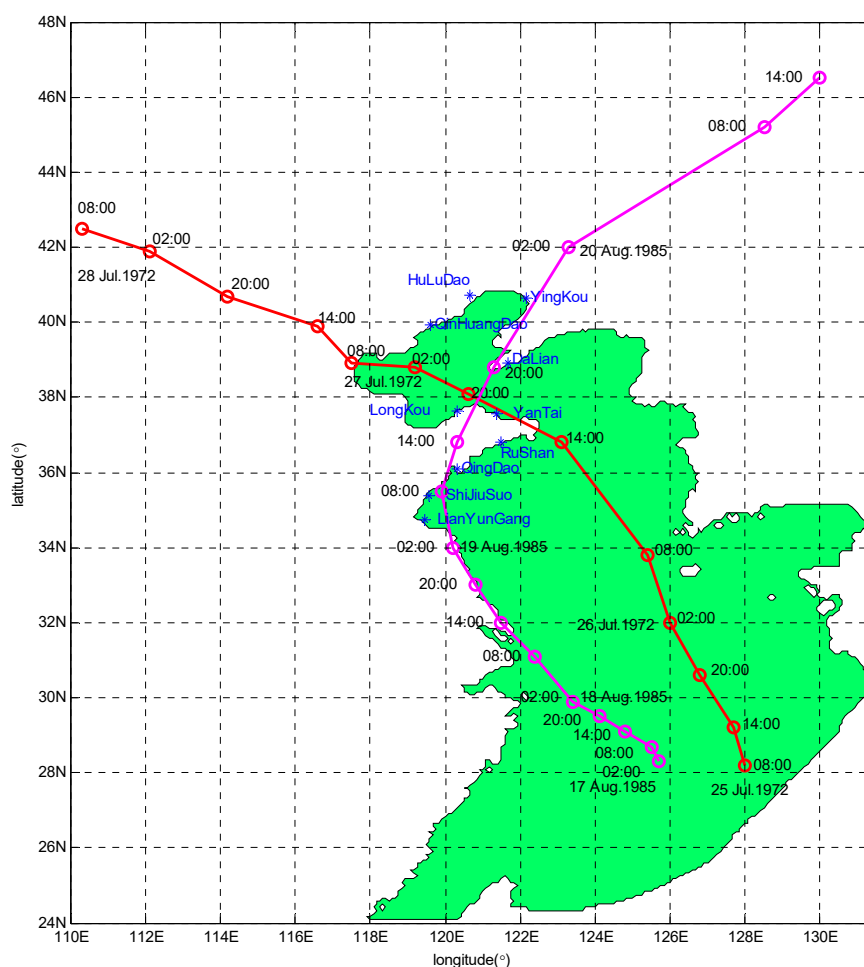 48N
46N
14:00
08:00
44N
08:00
02:00
42N
02:00
20 Aug.1985
28 Jul.1972
20:00
HuLuDao
YingKou
40N
14:00
QinHuangDao
08:00
02:00
DaLian
20:00
27 Jul.1972
38N
20:00
LongKou
YanTai
14:00
14:00
RuShan
36N
QingDao
08:00
ShiJiuSuo
LianYunGang
34N
02:00
19 Aug.1985
08:00
20:00
32N
14:00
26 Jul.1972
02:00
08:00
20:00
30N
02:00
18 Aug.1985
20:00
14:00
14:00
08:00
28N
02:00
08:00
17 Aug.1985
25 Jul.1972
26N
24N
latitude(°)
110E 112E 114E 116E 118E 120E 122E 124E 126E 128E 130E
longitude(°)